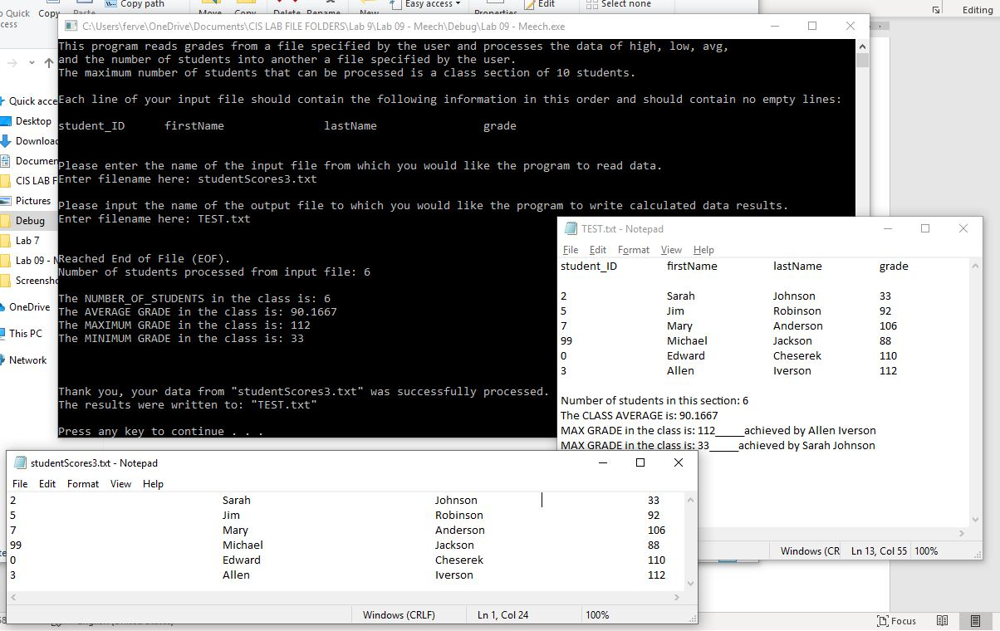 Quick
Copy
Copy path
Paste
Move
Copy
Delete
Rename
New
Easy access
Properties
Edit
Select none
Editing
cess
C:\Users\ferve\OneDrive\Documents\CIS LAB FILE FOLDERS\Lab 9\Lab 09 - Meech\Debug\Lab 09 - Meech.exe
This program reads grades from a file specified by the user and processes the data of high, low, avg,
and the number of students into another a file specified by the user.
The maximum number of students that can be processed is a class section of 10 students.
Each line of your input file should contain the following information in this order and should contain no empty lines:
student_ID firstName lastName grade
Please enter the name of the input file from which you would like the program to read data.
Enter filename here: studentScores3.txt
Please input the name of the output file to which you would like the program to write calculated data results.
Enter filename here: TEST.txt
Reached End of File (EOF).
Number of students processed from input file: 6
The NUMBER_OF_STUDENTS in the class is: 6
The AVERAGE GRADE in the class is: 90.1667
The MAXIMUM GRADE in the class is: 112
The MINIMUM GRADE in the class is: 33
Thank you, your data from "studentScores3.txt" was successfully processed.
The results were written to: "TEST.txt"
Press any key to continue . . .
Quick acce
Desktop
Download
Documen
CIS LAB F
Pictures
Debug
Lab 7
Lab 09 - M
Screensho
OneDrive
This PC
Network
TEST.txt - Notepad
File Edit Format View Help
student_ID firstName lastName grade
2 Sarah Johnson 33
5 Jim Robinson 92
7 Mary Anderson 106
99 Michael Jackson 88
0 Edward Cheserek 110
3 Allen Iverson 112
Number of students in this section: 6
The CLASS AVERAGE is: 90.1667
MAX GRADE in the class is: 112_____achieved by Allen Iverson
MAX GRADE in the class is: 33_____achieved by Sarah Johnson
Windows (CR Ln 13, Col 55 100%
studentScores3.txt - Notepad
File Edit Format View Help
2 Sarah Johnson 33
5 Jim Robinson 92
7 Mary Anderson 106
99 Michael Jackson 88
0 Edward Cheserek 110
3 Allen Iverson 112
Windows (CRLF) Ln 1, Col 24 100%
Focus